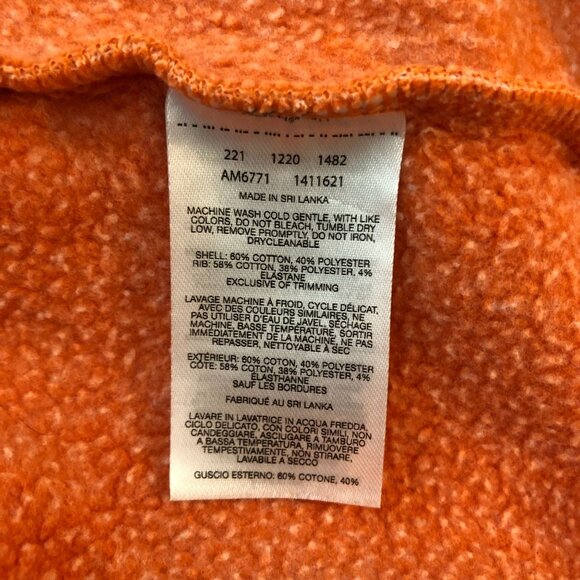 221 1220 1482
AM6771 1411621
MADE IN SRI LANKA
MACHINE WASH COLD GENTLE, WITH LIKE
COLORS, DO NOT BLEACH, TUMBLE DRY
LOW, REMOVE PROMPTLY, DO NOT IRON,
DRYCLEANABLE
SHELL: 60% COTTON, 40% POLYESTER
RIB: 58% COTTON, 38% POLYESTER, 4%
ELASTANE
EXCLUSIVE OF TRIMMING
LAVAGE MACHINE À FROID, CYCLE DÉLICAT,
AVEC DES COULEURS SIMILAIRES, NE
PAS UTILISER D'EAU DE JAVEL, SÉCHAGE
MACHINE, BASSE TEMPÉRATURE, SORTIR
IMMÉDIATEMENT DE LA MACHINE, NE PAS
REPASSER, NETTOYABLE À SEC
EXTÉRIEUR: 60% COTON, 40% POLYESTER
COTE: 58% COTON, 38% POLYESTER, 4%
ÉLASTHANNE
SAUF LES BORDURES
FABRIQUÉ AU SRI LANKA
LAVARE IN LAVATRICE IN ACQUA FREDDA,
CICLO DELICATO, CON COLORI SIMILI, NON
CANDEGGIARE, ASCIUGARE A TAMBURO
A BASSA TEMPERATURA, RIMUOVERE
TEMPESTIVAMENTE, NON STIRARE,
LAVABILE A SECCO
GUSCIO ESTERNO: 60% COTONE, 40%